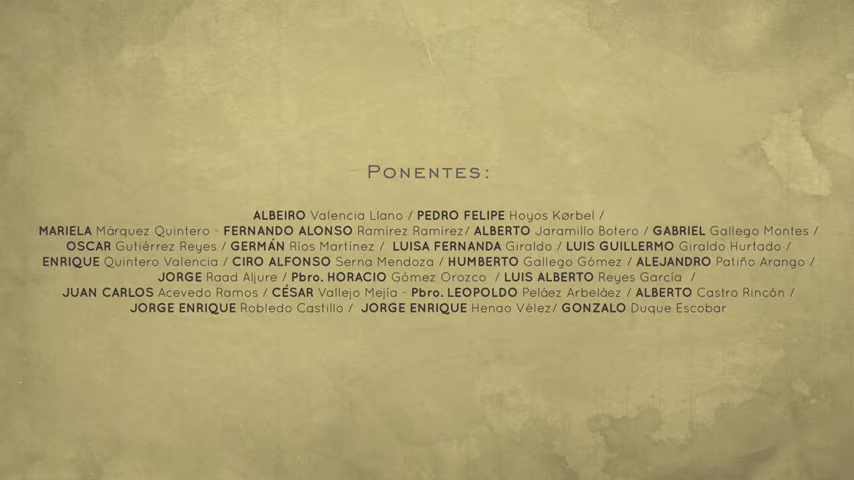 Ponentes:
ALBEIRO Valencia Llano / PEDRO FELIPE Hoyos Kørbel /
MARIELA Márquez Quintero - FERNANDO ALONSO Ramírez Ramírez/ ALBERTO Jaramillo Botero / GABRIEL Gallego Montes /
OSCAR Gutiérrez Reyes / GERMÁN Ríos Martínez / LUISA FERNANDA Giraldo / LUIS GUILLERMO Giraldo Hurtado /
ENRIQUE Quintero Valencia / CIRO ALFONSO Serna Mendoza / HUMBERTO Gallego Gómez / ALEJANDRO Patiño Arango /
JORGE Raad Aljure / Pbro. HORACIO Gómez Orozco / LUIS ALBERTO Reyes García /
JUAN CARLOS Acevedo Ramos / CÉSAR Vallejo Mejía - Pbro. LEOPOLDO Peláez Arbeláez / ALBERTO Castro Rincón /
JORGE ENRIQUE Robledo Castillo / JORGE ENRIQUE Henao Vélez/ GONZALO Duque Escobar